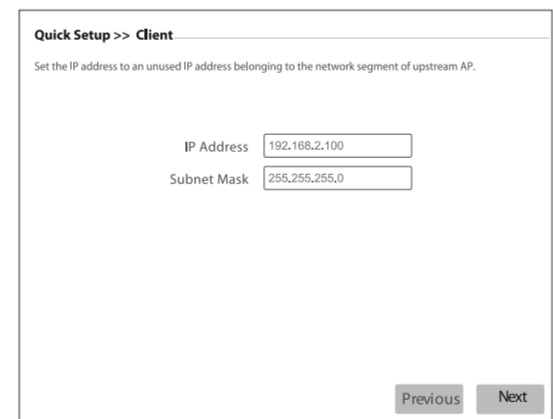 Quick Setup >> Client
Set the IP address to an unused IP address belonging to the network segment of upstream AP.
IP Address 192.168.2.100
Subnet Mask 255.255.255.0
Previous Next